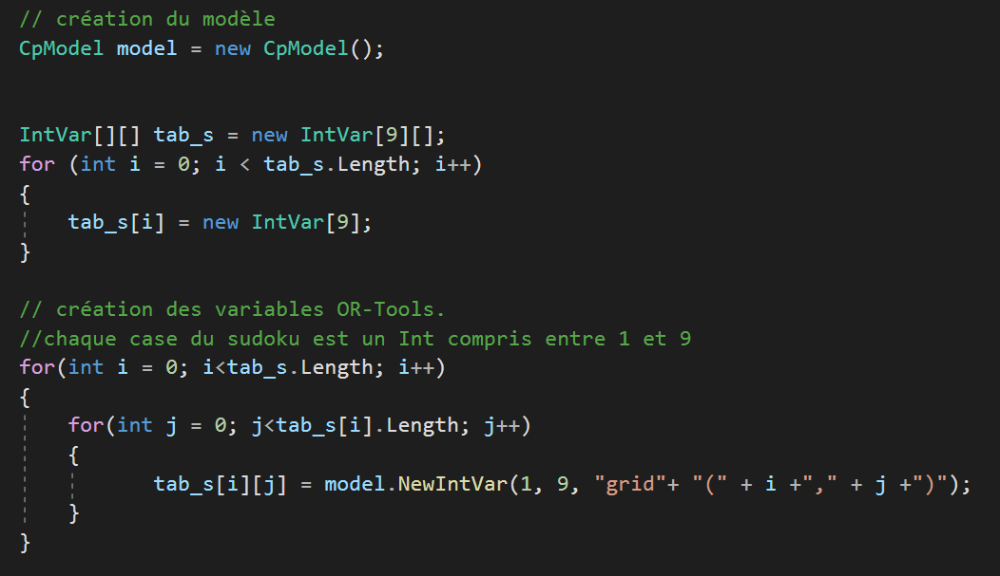 // création du modèle
CpModel model = new CpModel();
IntVar[][] tab_s = new IntVar[9][];
for (int i = 0; i < tab_s.Length; i++)
{
tab_s[i] = new IntVar[9];
}
// création des variables OR-Tools.
//chaque case du sudoku est un Int compris entre 1 et 9
for(int i = 0; i<tab_s.Length; i++)
{
for(int j = 0; j<tab_s[i].Length; j++)
{
tab_s[i][j] = model.NewIntVar(1, 9, "grid"+ "(" + i +"," + j +")");
}
}